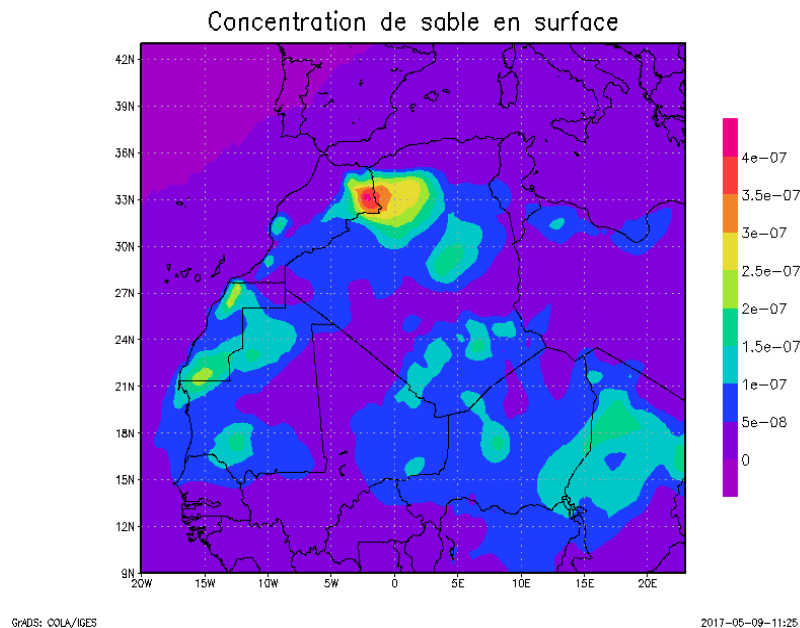 Concentration de sable en surface
42N
39N
36N
33N
30N
27N
24N
21N
18N
15N
12N
9N
20W 15W 10W 5W 0 5E 10E 15E 20E
4e-07
3.5e-07
3e-07
2.5e-07
2e-07
1.5e-07
1e-07
5e-08
0
GrADS: COLA/IGES
2017-05-09-11:25